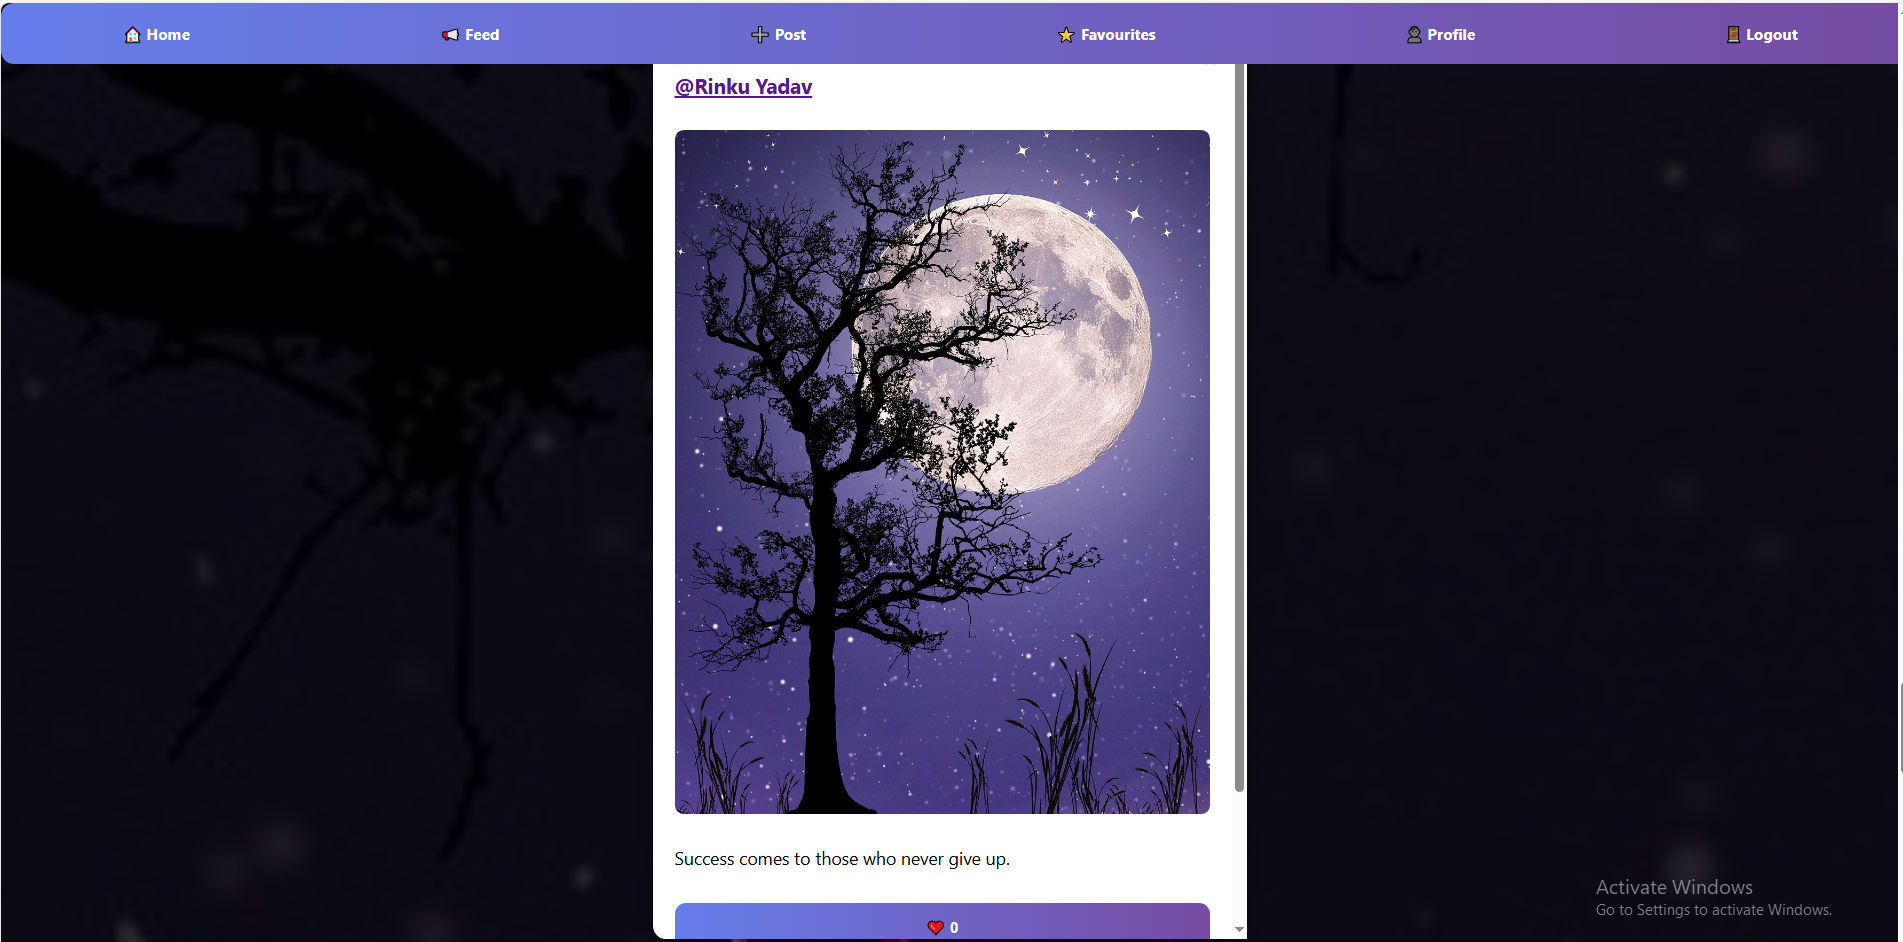 Home
Feed
Post
Favourites
Profile
Logout
@Rinku Yadav
Success comes to those who never give up.
0
Activate Windows
Go to Settings to activate Windows.